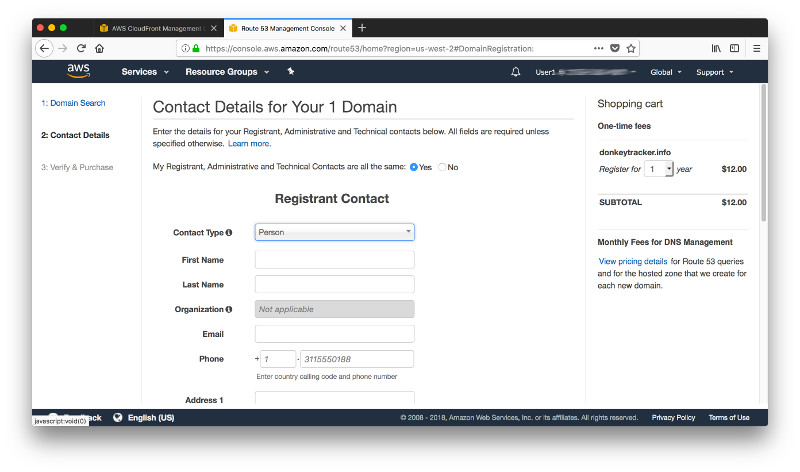 AWS CloudFront Management
Route 53 Management Console
https://console.aws.amazon.com/route53/home?region=us-west-2#DomainRegistration:
aws
Services
Resource Groups
User1
Global
Support
1: Domain Search
2: Contact Details
3: Verify & Purchase
Contact Details for Your 1 Domain
Enter the details for your Registrant, Administrative and Technical contacts below. All fields are required unless
specified otherwise. Learn more.
My Registrant, Administrative and Technical Contacts are all the same: Yes No
Registrant Contact
Contact Type Person
First Name
Last Name
Organization Not applicable
Email
Phone + 1 - 3115550188
Enter country calling code and phone number
Address 1
Shopping cart
One-time fees
donkeytracker.info
Register for 1 year $12.00
SUBTOTAL $12.00
Monthly Fees for DNS Management
View pricing details for Route 53 queries
and for the hosted zone that we create for
each new domain.
English (US)
© 2008 - 2018, Amazon Web Services, Inc. or its affiliates. All rights reserved.
Privacy Policy
Terms of Use
javascript:void(0)